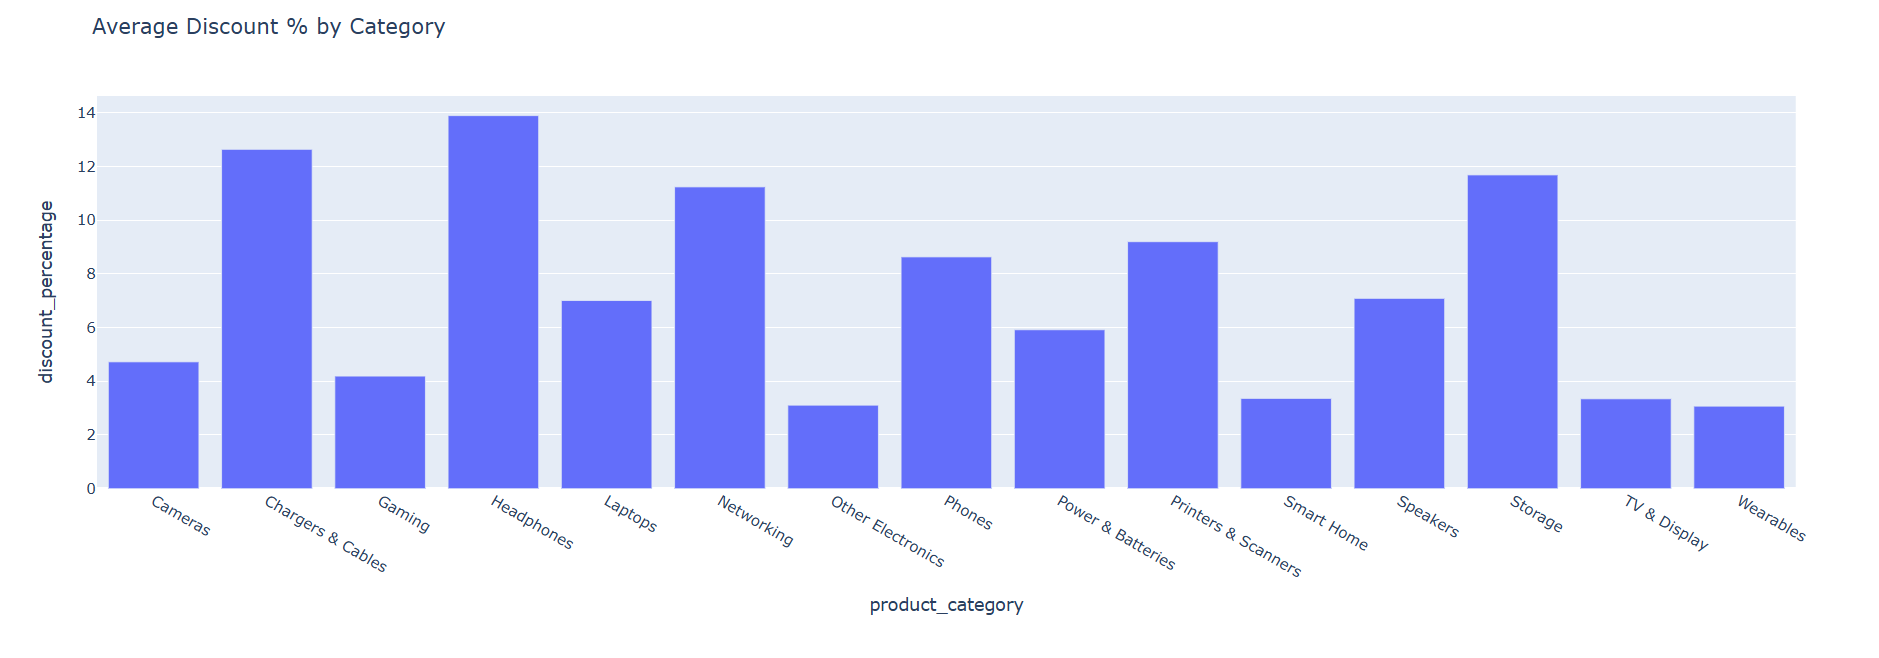 Average Discount % by Category
discount_percentage
14
12
10
8
6
4
2
0
Cameras
Chargers & Cables
Gaming
Headphones
Laptops
Networking
Other Electronics
Phones
Power & Batteries
Printers & Scanners
Smart Home
Speakers
Storage
TV & Display
Wearables
product_category